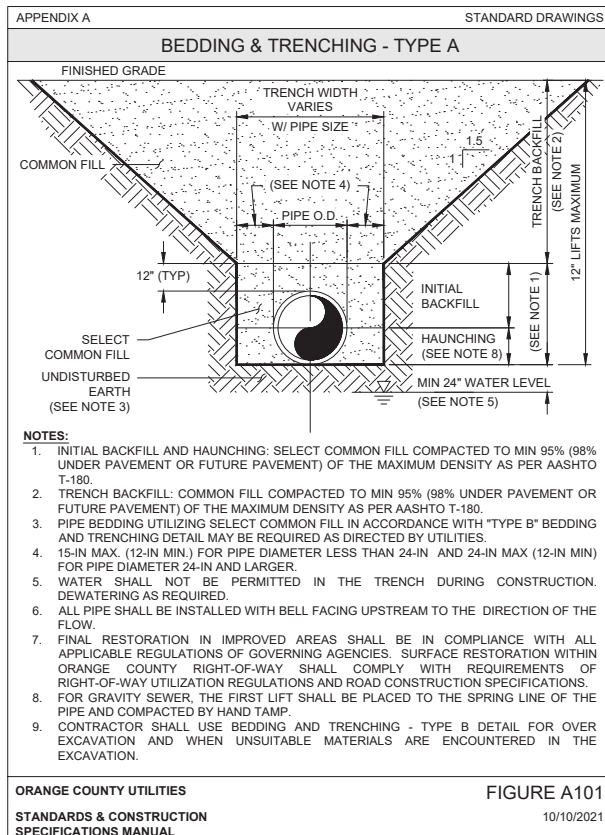 APPENDIX A
STANDARD DRAWINGS
BEDDING & TRENCHING - TYPE A
FINISHED GRADE
TRENCH WIDTH
VARIES
W/ PIPE SIZE
1.5
1
COMMON FILL
(SEE NOTE 4)
PIPE O.D.
TRENCH BACKFILL
(SEE NOTE 2)
12" LIFTS MAXIMUM
12" (TYP)
INITIAL
BACKFILL
(SEE NOTE 1)
SELECT
COMMON FILL
HAUNCHING
(SEE NOTE 8)
UNDISTURBED
EARTH
(SEE NOTE 3)
MIN 24" WATER LEVEL
(SEE NOTE 5)
NOTES:
1. INITIAL BACKFILL AND HAUNCHING: SELECT COMMON FILL COMPACTED TO MIN 95% (98%
UNDER PAVEMENT OR FUTURE PAVEMENT) OF THE MAXIMUM DENSITY AS PER AASHTO
T-180.
2. TRENCH BACKFILL: COMMON FILL COMPACTED TO MIN 95% (98% UNDER PAVEMENT OR
FUTURE PAVEMENT) OF THE MAXIMUM DENSITY AS PER AASHTO T-180.
3. PIPE BEDDING UTILIZING SELECT COMMON FILL IN ACCORDANCE WITH "TYPE B" BEDDING
AND TRENCHING DETAIL MAY BE REQUIRED AS DIRECTED BY UTILITIES.
4. 15-IN MAX. (12-IN MIN.) FOR PIPE DIAMETER LESS THAN 24-IN AND 24-IN MAX (12-IN MIN)
FOR PIPE DIAMETER 24-IN AND LARGER.
5. WATER SHALL NOT BE PERMITTED IN THE TRENCH DURING CONSTRUCTION.
DEWATERING AS REQUIRED.
6. ALL PIPE SHALL BE INSTALLED WITH BELL FACING UPSTREAM TO THE DIRECTION OF THE
FLOW.
7. FINAL RESTORATION IN IMPROVED AREAS SHALL BE IN COMPLIANCE WITH ALL
APPLICABLE REGULATIONS OF GOVERNING AGENCIES. SURFACE RESTORATION WITHIN
ORANGE COUNTY RIGHT-OF-WAY SHALL COMPLY WITH REQUIREMENTS OF
RIGHT-OF-WAY UTILIZATION REGULATIONS AND ROAD CONSTRUCTION SPECIFICATIONS.
8. FOR GRAVITY SEWER, THE FIRST LIFT SHALL BE PLACED TO THE SPRING LINE OF THE
PIPE AND COMPACTED BY HAND TAMP.
9. CONTRACTOR SHALL USE BEDDING AND TRENCHING - TYPE B DETAIL FOR OVER
EXCAVATION AND WHEN UNSUITABLE MATERIALS ARE ENCOUNTERED IN THE
EXCAVATION.
ORANGE COUNTY UTILITIES
FIGURE A101
STANDARDS & CONSTRUCTION
SPECIFICATIONS MANUAL
10/10/2021